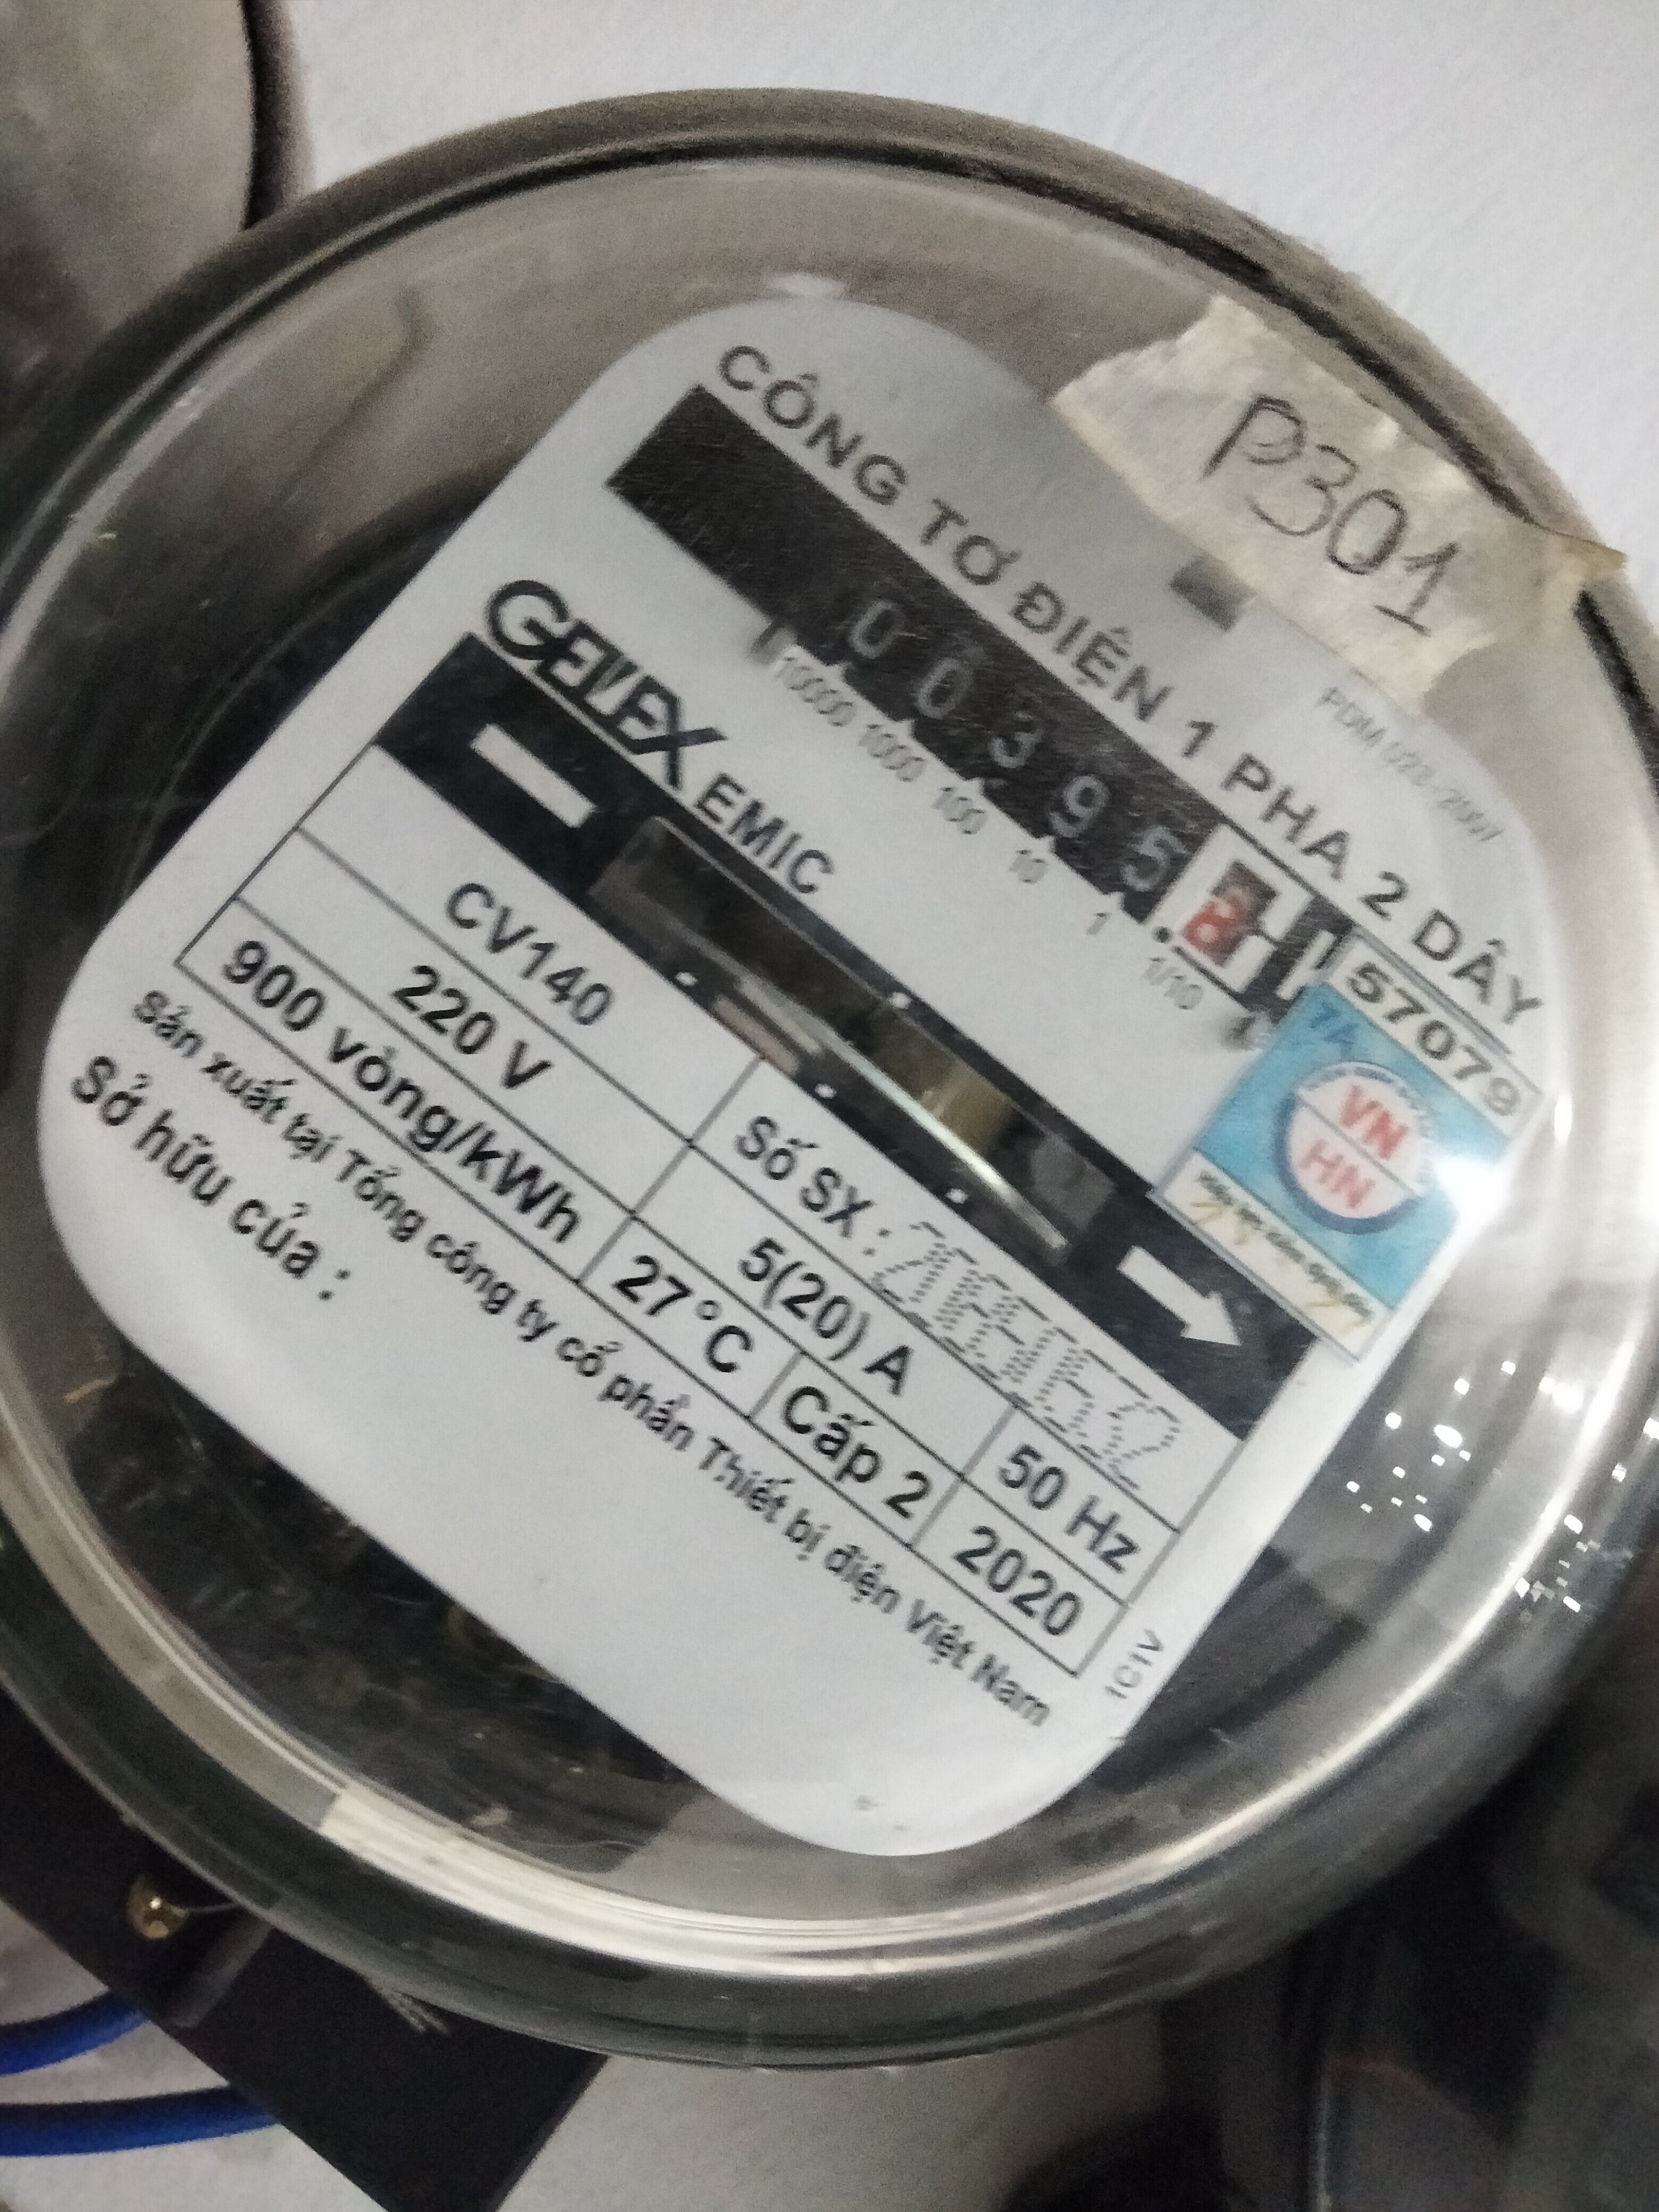 P301
CÔNG TƠ ĐIỆN 1 PHA 2 DÂY
0 0 3 9 5
10000 1000 100 10 1 1/10
57079
7/A
VN
HN
GELEX EMIC
CV140
Số SX :
220 V
5(20) A
50 Hz
900 vòng/kWh
27°C
Cấp 2
2020
Sản xuất tại Tổng công ty cổ phần Thiết bị điện Việt Nam
1C1V
Sở hữu của :